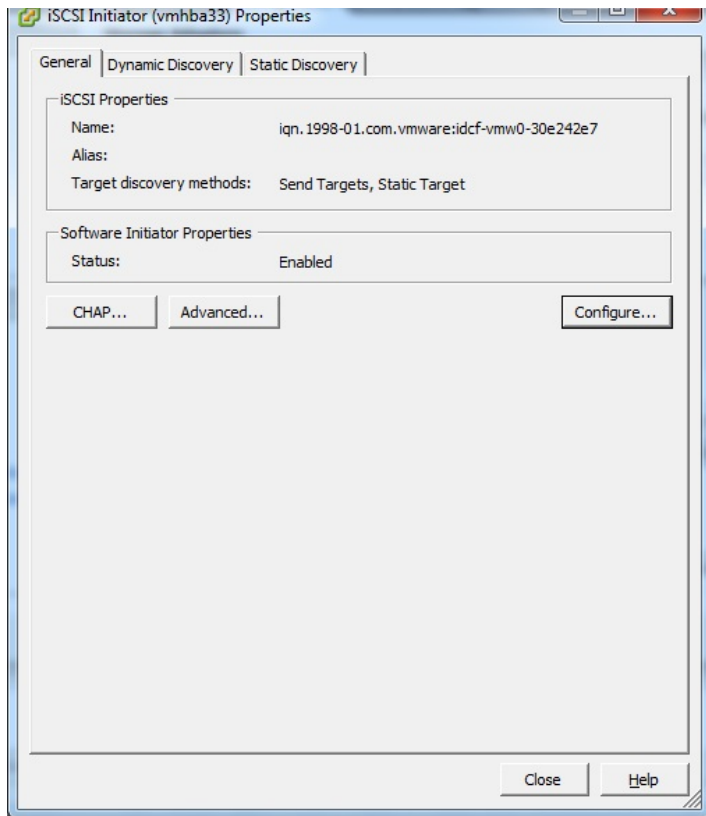 iSCSI Initiator (vmhba33) Properties
General Dynamic Discovery Static Discovery
iSCSI Properties
Name: iqn.1998-01.com.vmware:idcf-vmw0-30e242e7
Alias:
Target discovery methods: Send Targets, Static Target
Software Initiator Properties
Status: Enabled
CHAP... Advanced... Configure...
Close Help